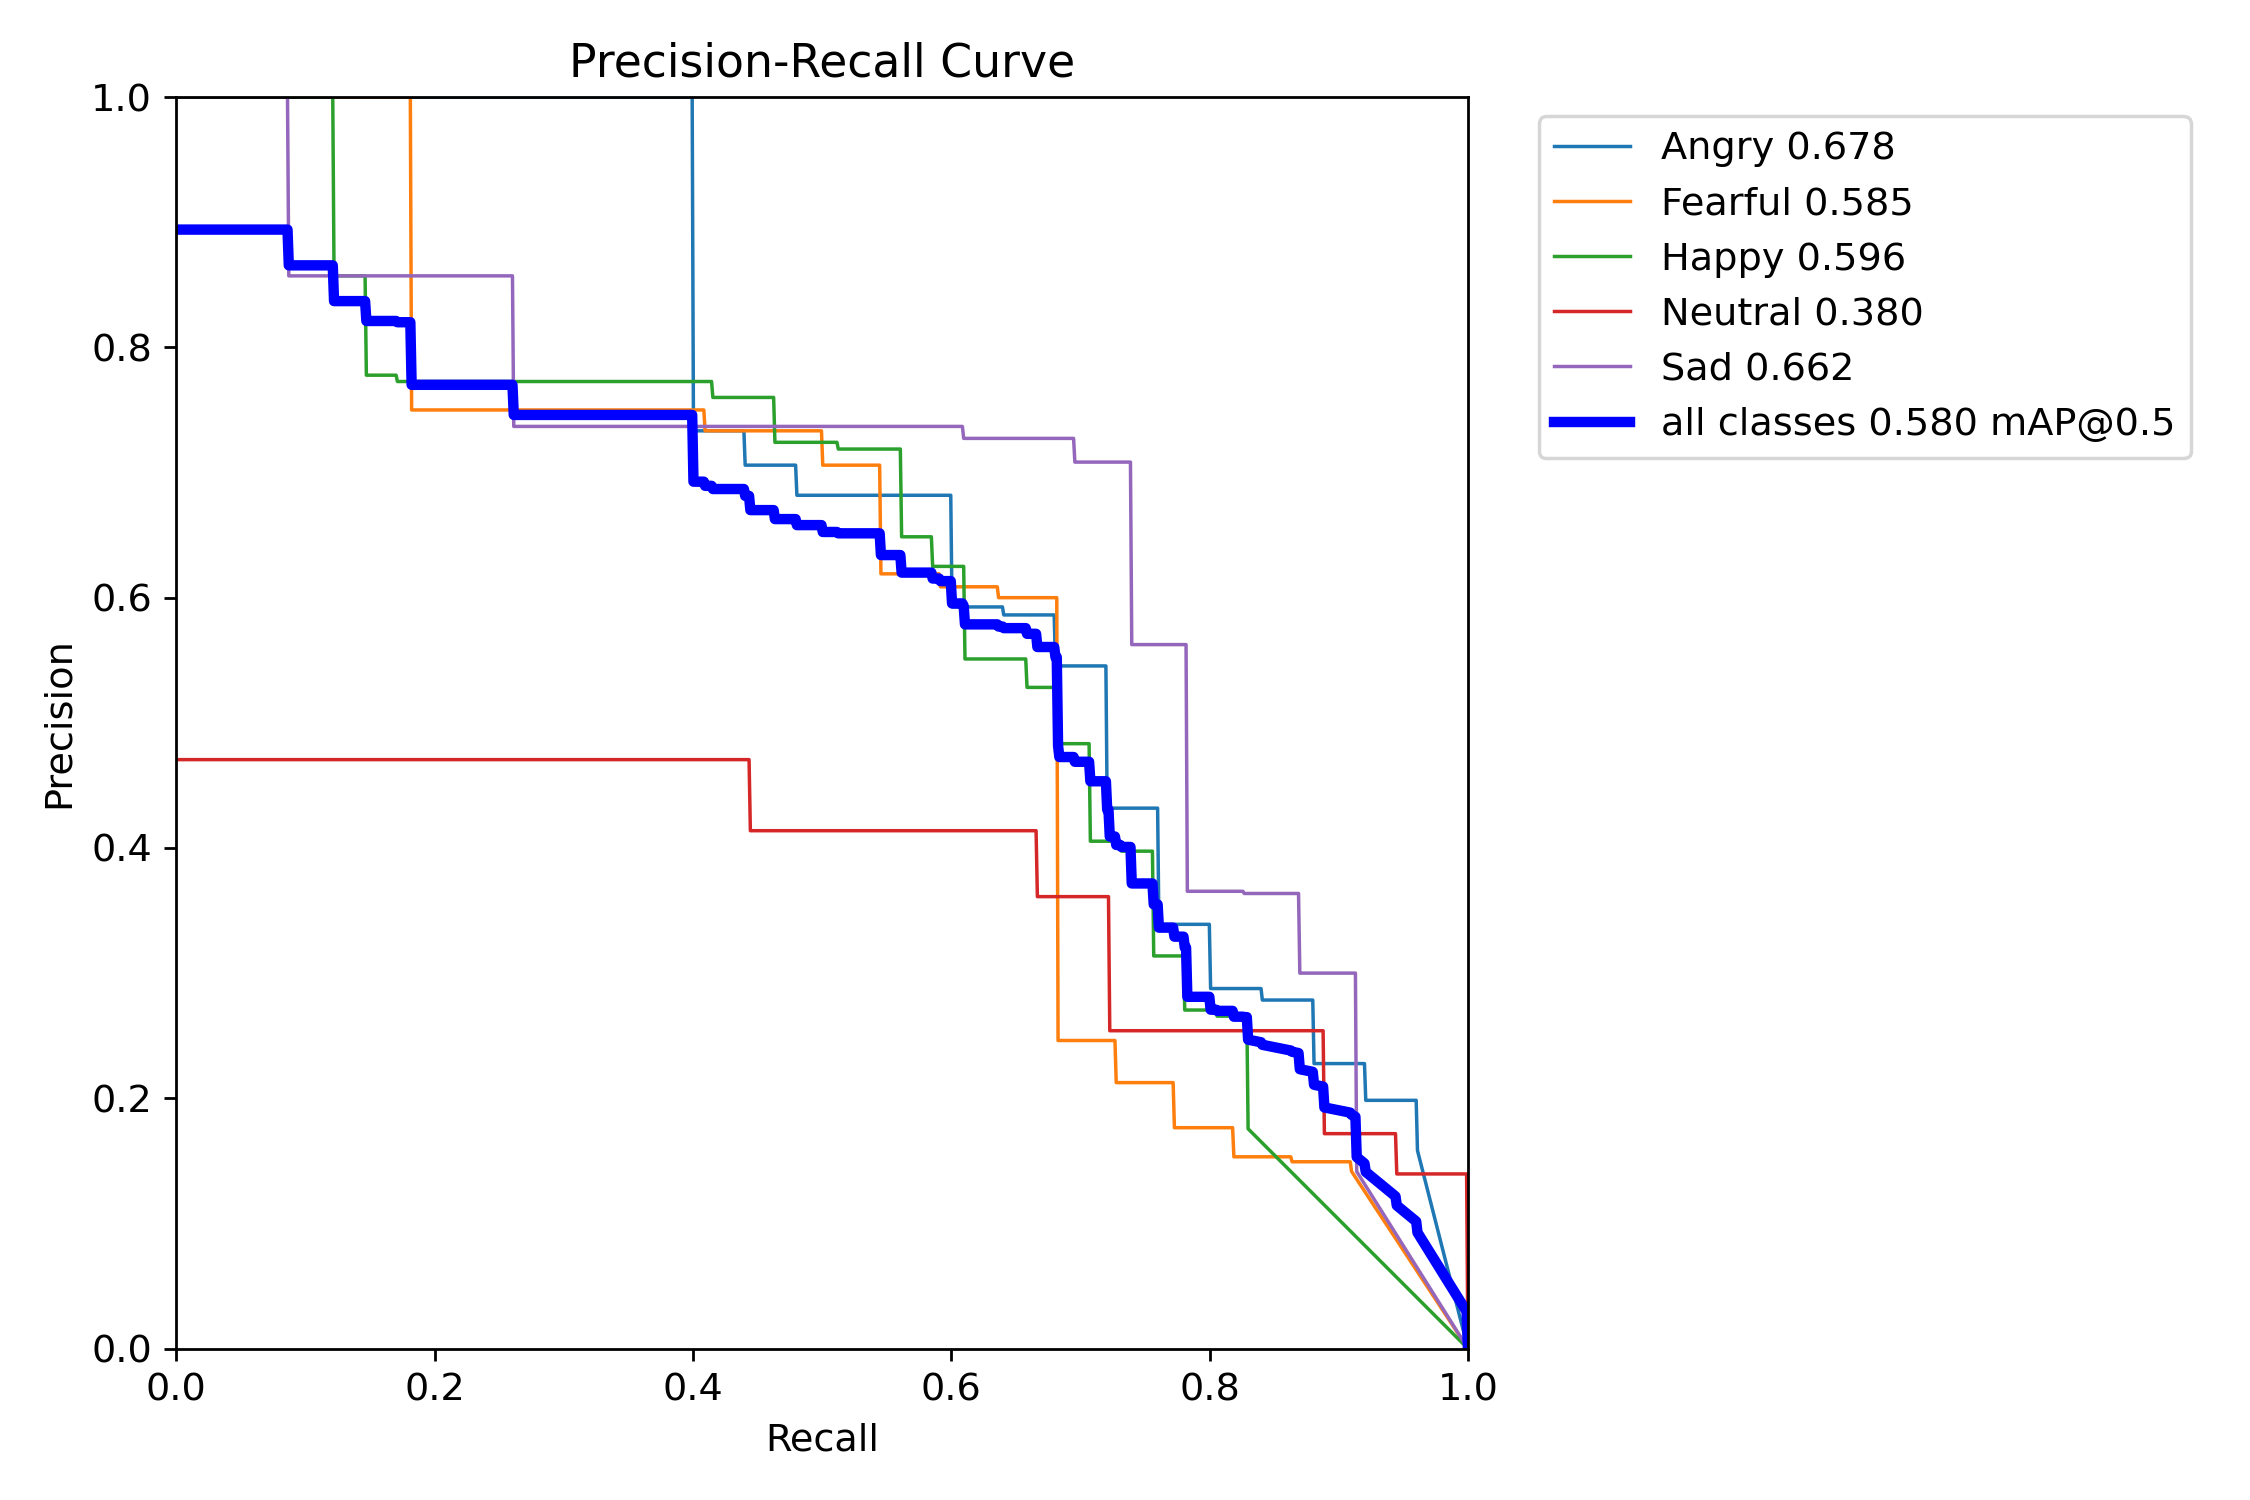 Precision-Recall Curve
1.0
0.8
0.6
0.4
0.2
0.0
Precision
0.0 0.2 0.4 0.6 0.8 1.0
Recall
Angry 0.678
Fearful 0.585
Happy 0.596
Neutral 0.380
Sad 0.662
all classes 0.580 mAP@0.5